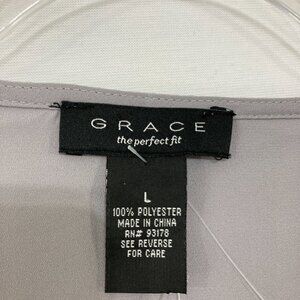 GRACE
the perfect fit
L
100% POLYESTER
MADE IN CHINA
RN# 93178
SEE REVERSE
FOR CARE